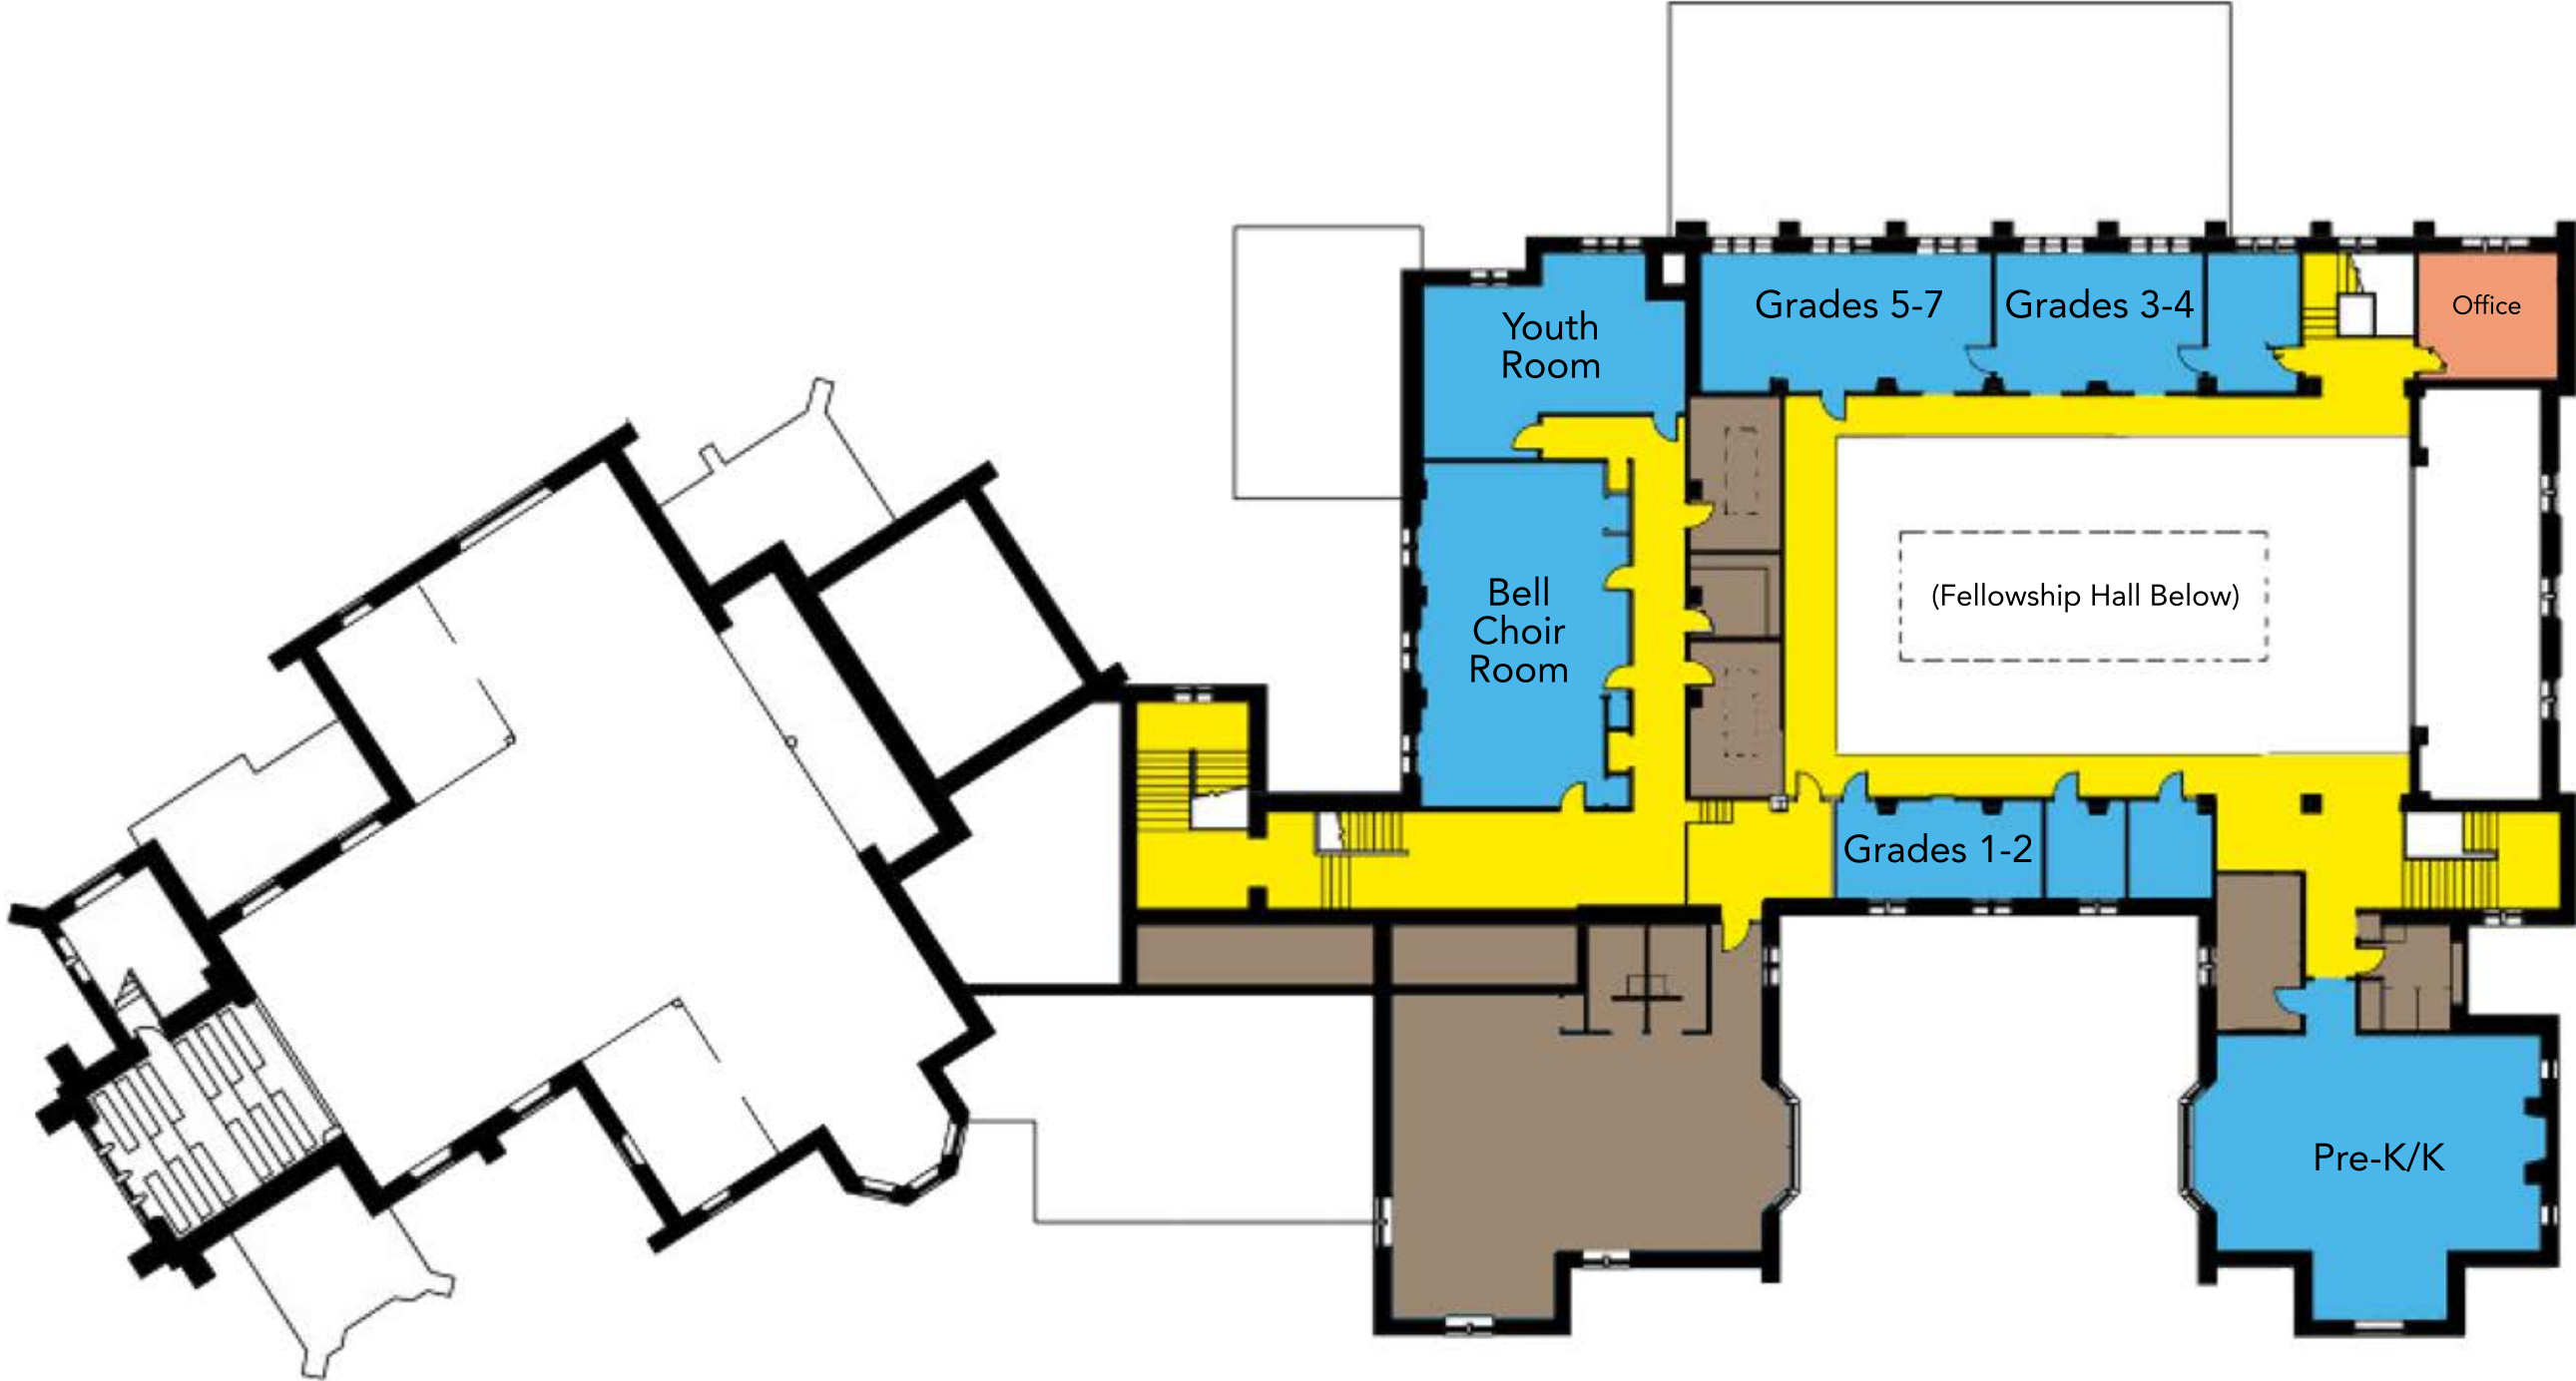 Youth
Room
Grades 5-7
Grades 3-4
Office
Bell
Choir
Room
(Fellowship Hall Below)
Grades 1-2
Pre-K/K